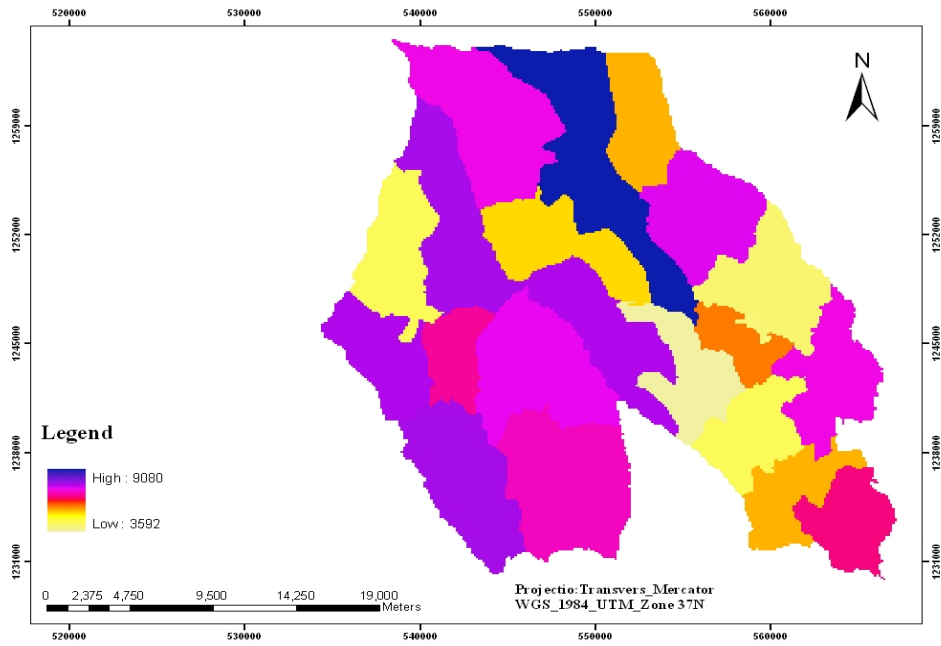 520000 530000 540000 550000 560000
N
1259000 1259000
1252000 1252000
1245000 1245000
Legend
1238000 1238000
High : 9080
Low : 3592
1231000 1231000
0 2,375 4,750 9,500 14,250 19,000
Meters
Projectio: Transvers_Mercator
WGS_1984_UTM_Zone 37N
520000 530000 540000 550000 560000